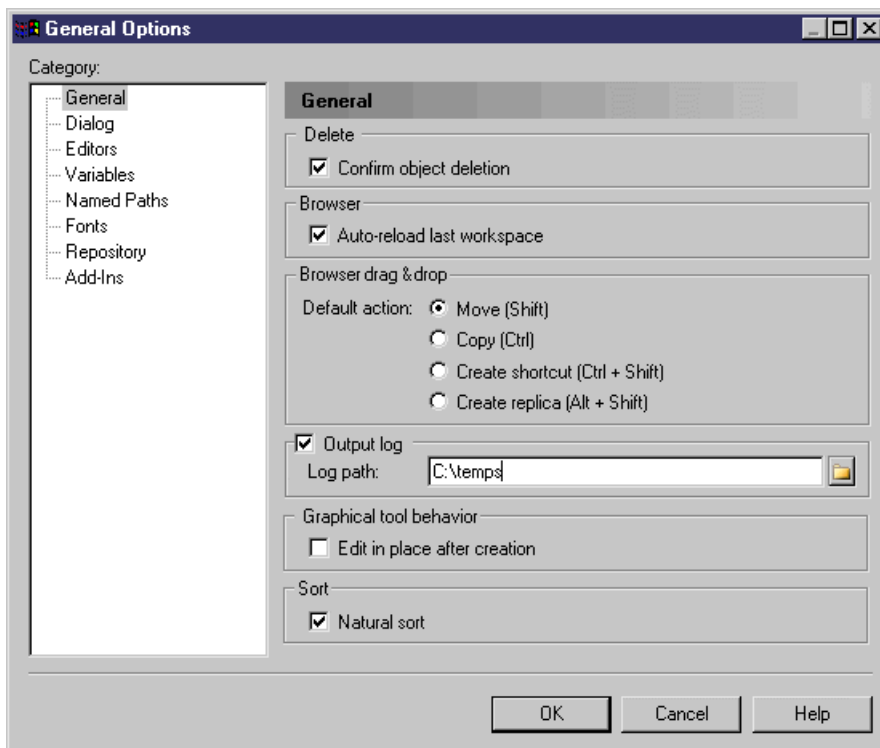 General Options
Category:
General
Dialog
Editors
Variables
Named Paths
Fonts
Repository
Add-Ins
General
Delete
Confirm object deletion
Browser
Auto-reload last workspace
Browser drag & drop
Default action: Move (Shift)
Copy (Ctrl)
Create shortcut (Ctrl + Shift)
Create replica (Alt + Shift)
Output log
Log path: C:\temps
Graphical tool behavior
Edit in place after creation
Sort
Natural sort
OK Cancel Help